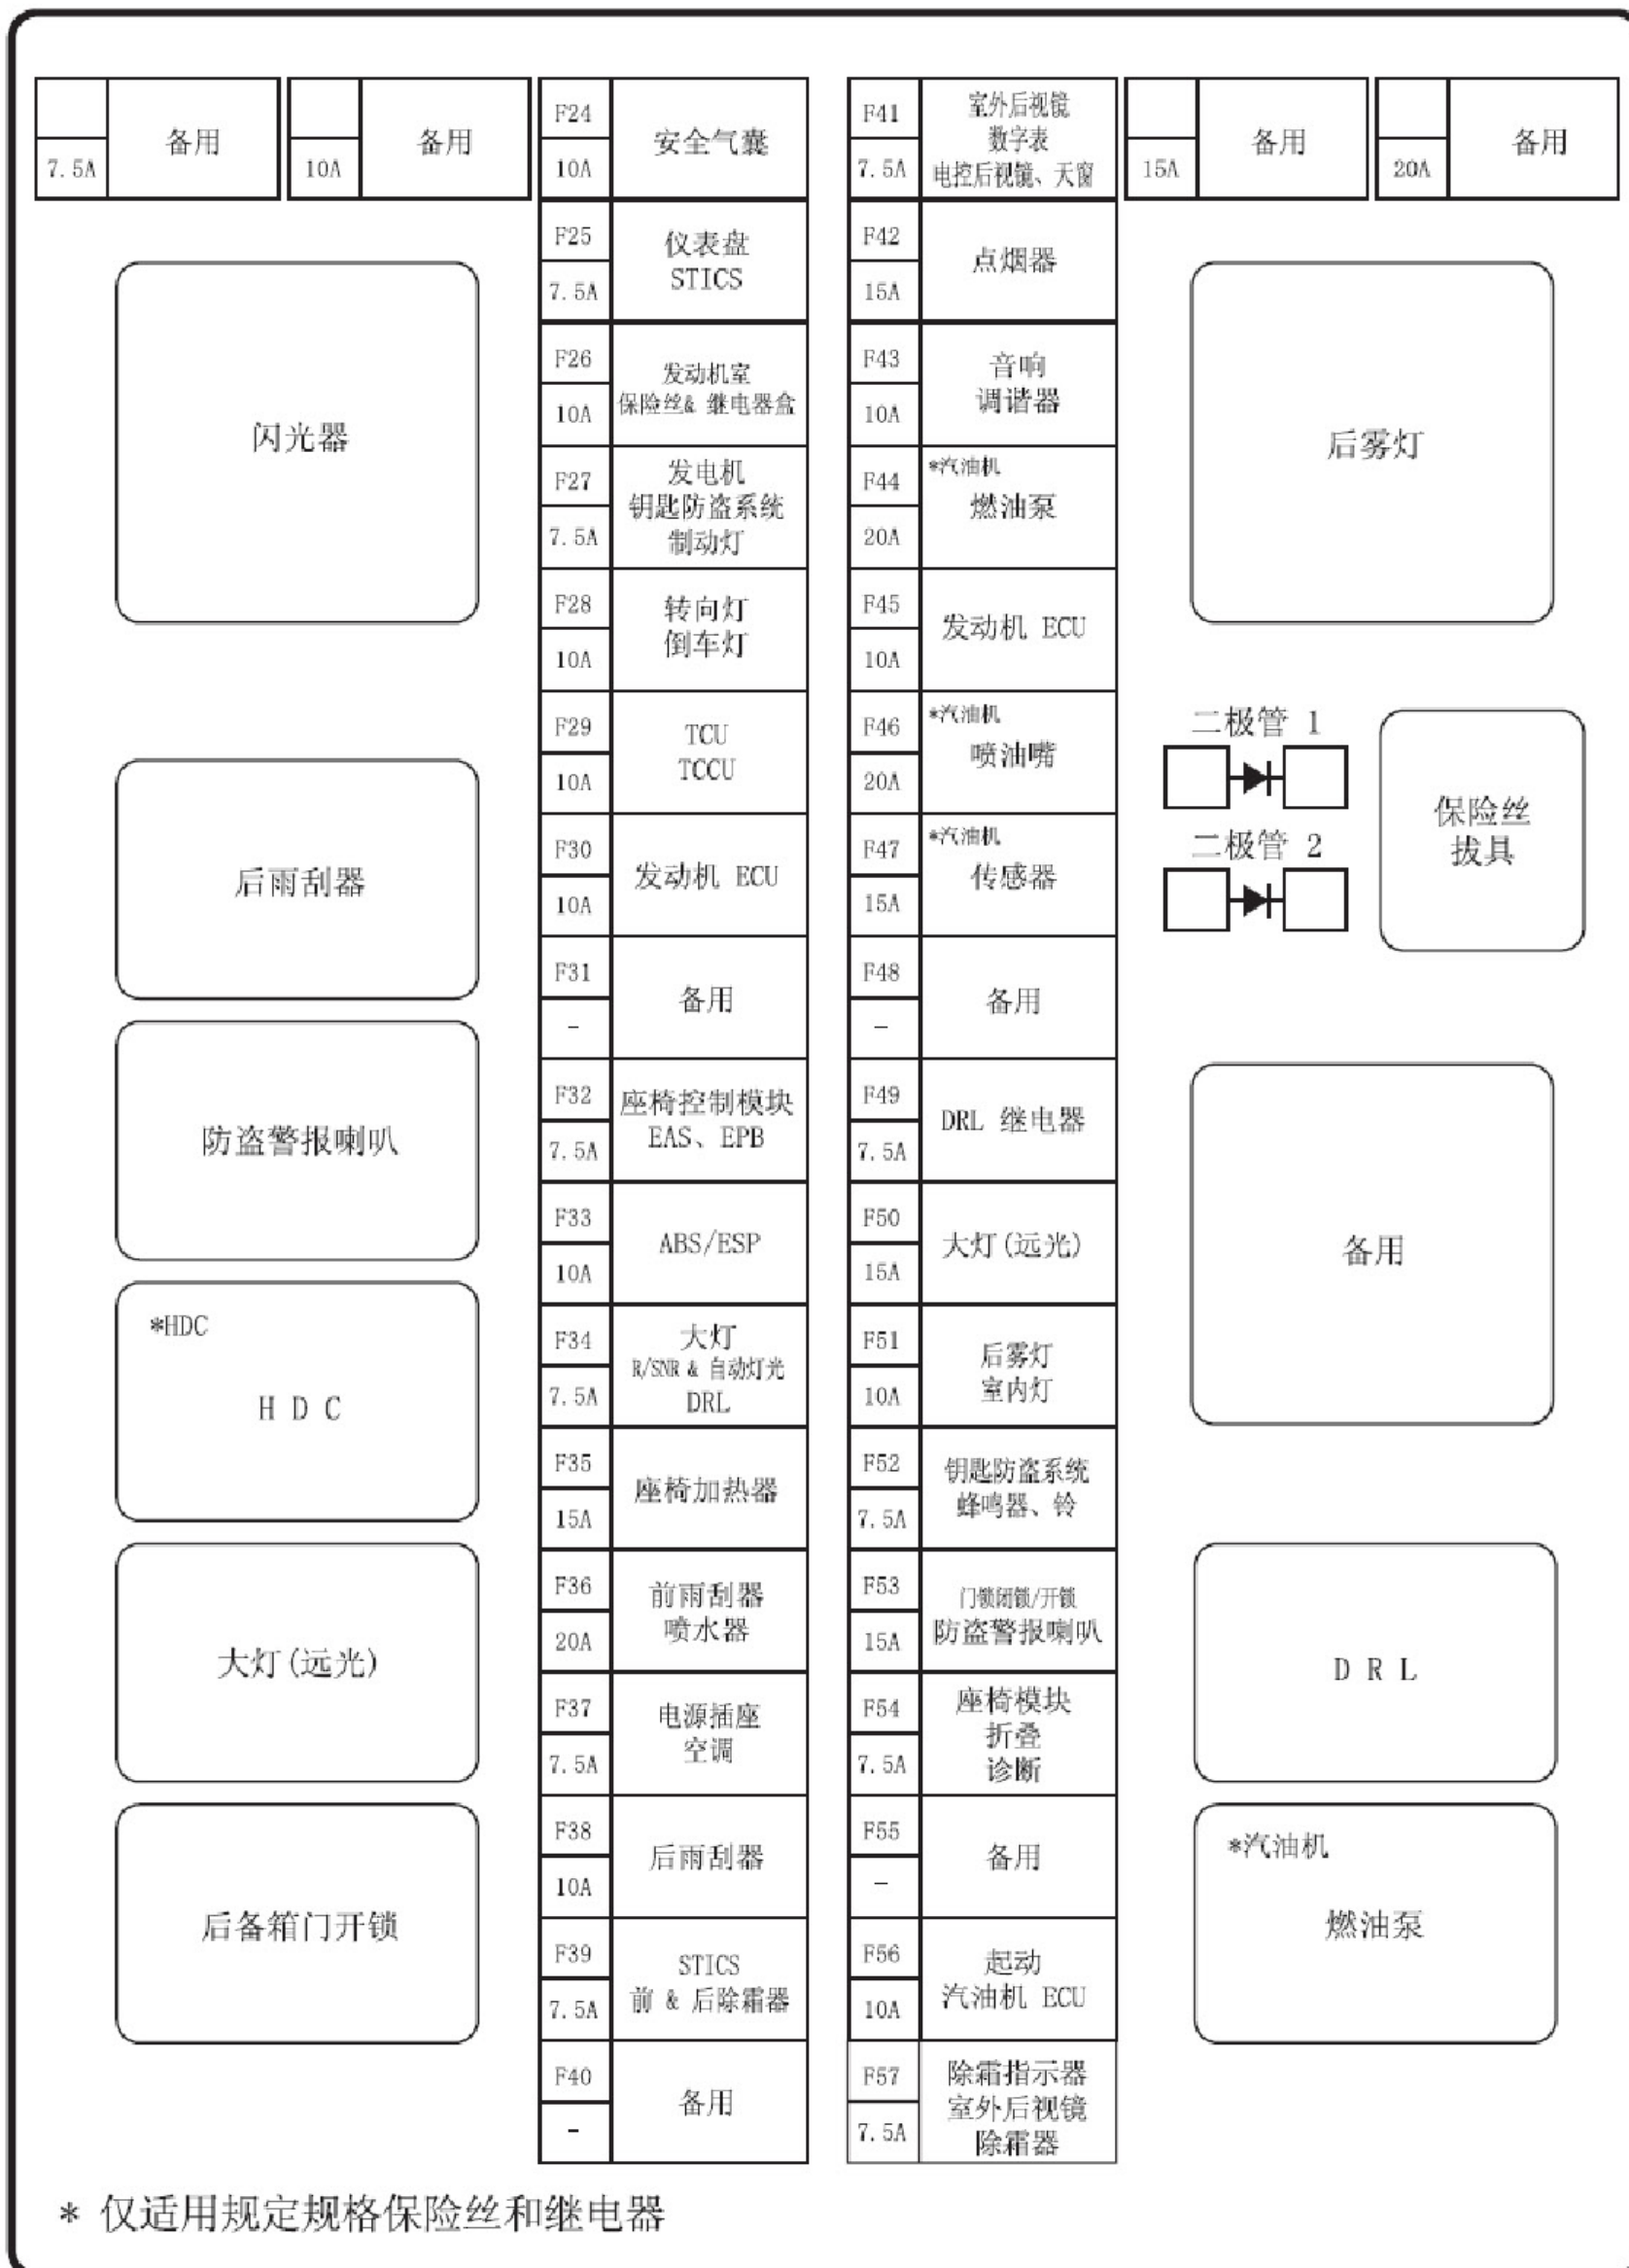 7.5A
备用
10A
备用
F24
10A
安全气囊
F25
7.5A
仪表盘
STICS
F26
10A
发动机室
保险丝& 继电器盒
F27
7.5A
发电机
钥匙防盗系统
制动灯
F28
10A
转向灯
倒车灯
F29
10A
TCU
TCCU
F30
10A
发动机 ECU
F31
-
备用
F32
7.5A
座椅控制模块
EAS、EPB
F33
10A
ABS/ESP
F34
7.5A
大灯
R/SNR & 自动灯光
DRL
F35
15A
座椅加热器
F36
20A
前雨刮器
喷水器
F37
7.5A
电源插座
空调
F38
10A
后雨刮器
F39
7.5A
STICS
前 & 后除霜器
F40
-
备用
F41
7.5A
室外后视镜
数字表
电控后视镜、天窗
F42
15A
点烟器
F43
10A
音响
调谐器
F44
20A
*汽油机
燃油泵
F45
10A
发动机 ECU
F46
20A
*汽油机
喷油嘴
F47
15A
*汽油机
传感器
F48
-
备用
F49
7.5A
DRL 继电器
F50
15A
大灯(远光)
F51
10A
后雾灯
室内灯
F52
7.5A
钥匙防盗系统
蜂鸣器、铃
F53
15A
门锁闭锁/开锁
防盗警报喇叭
F54
7.5A
座椅模块
折叠
诊断
F55
-
备用
F56
10A
起动
汽油机 ECU
F57
7.5A
除霜指示器
室外后视镜
除霜器
15A
备用
20A
备用
闪光器
后雨刮器
防盗警报喇叭
*HDC
H D C
大灯(远光)
后备箱门开锁
后雾灯
二极管 1
二极管 2
保险丝
拔具
备用
D R L
*汽油机
燃油泵
* 仅适用规定规格保险丝和继电器